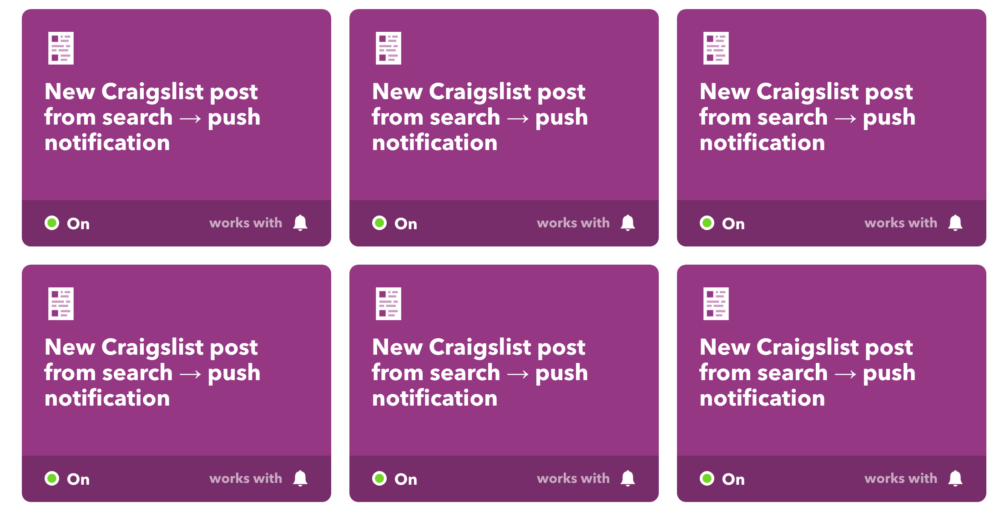 New Craigslist post
from search → push
notification
On works with
New Craigslist post
from search → push
notification
On works with
New Craigslist post
from search → push
notification
On works with
New Craigslist post
from search → push
notification
On works with
New Craigslist post
from search → push
notification
On works with
New Craigslist post
from search → push
notification
On works with